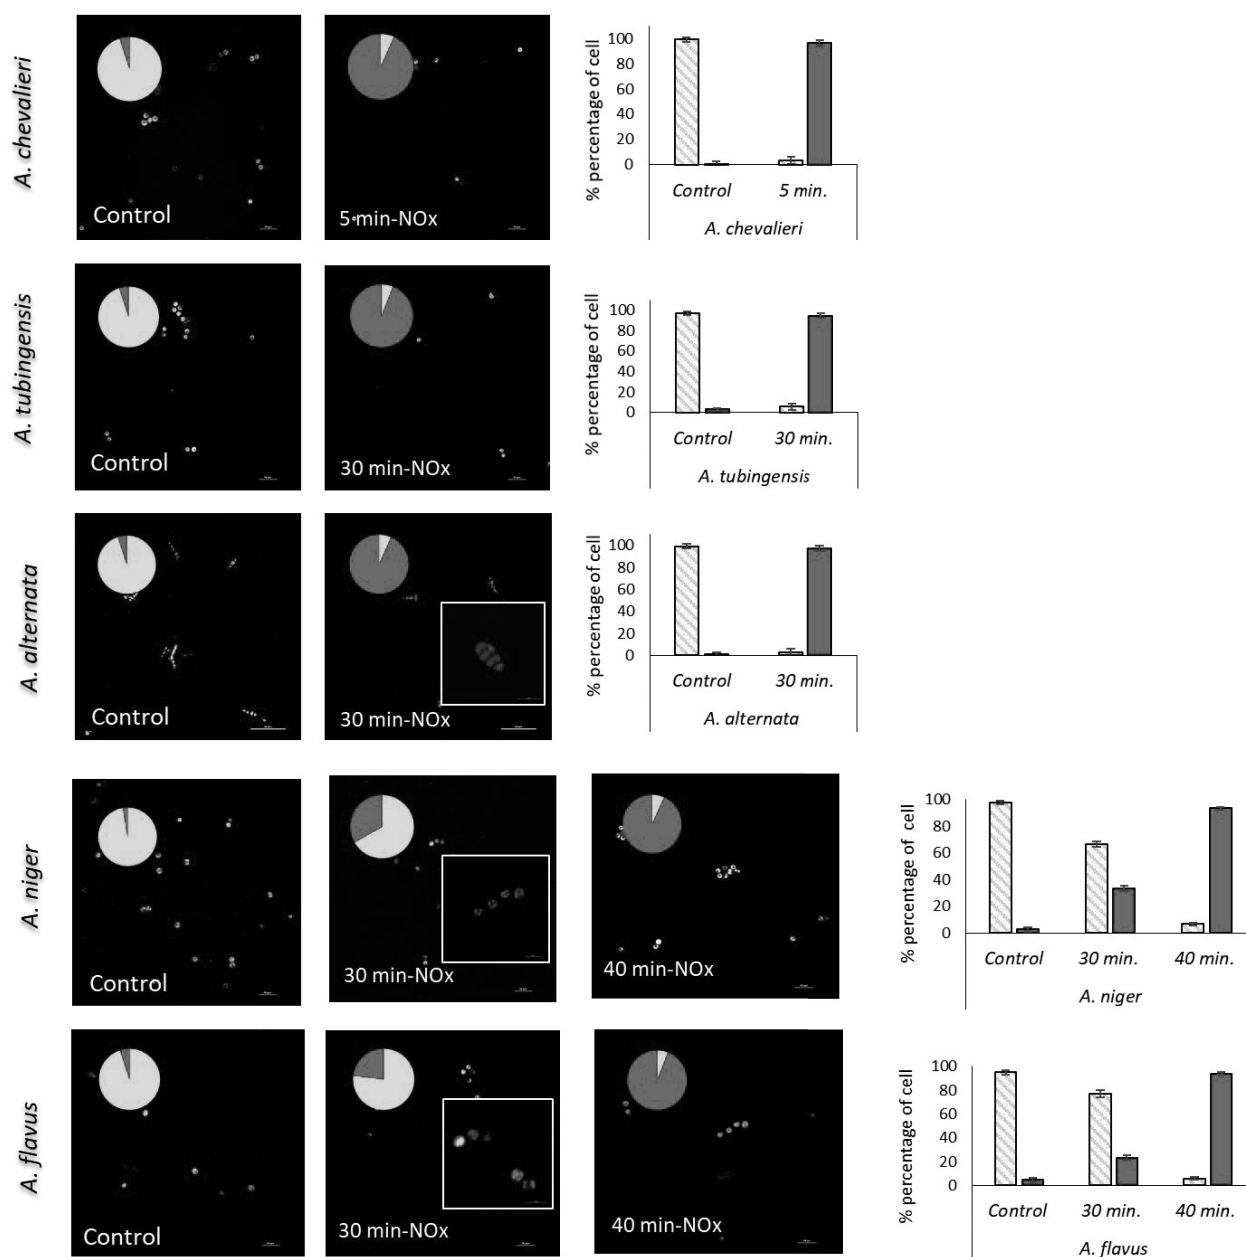 A. chevalieri
Control
5 min-NOx
% percentage of cell
100
80
60
40
20
0
Control 5 min.
A. chevalieri
A. tubingensis
Control
30 min-NOx
% percentage of cell
100
80
60
40
20
0
Control 30 min.
A. tubingensis
A. alternata
Control
30 min-NOx
% percentage of cell
100
80
60
40
20
0
Control 30 min.
A. alternata
A. niger
Control
30 min-NOx
40 min-NOx
% percentage of cell
100
80
60
40
20
0
Control 30 min. 40 min.
A. niger
A. flavus
Control
30 min-NOx
40 min-NOx
% percentage of cell
100
80
60
40
20
0
Control 30 min. 40 min.
A. flavus